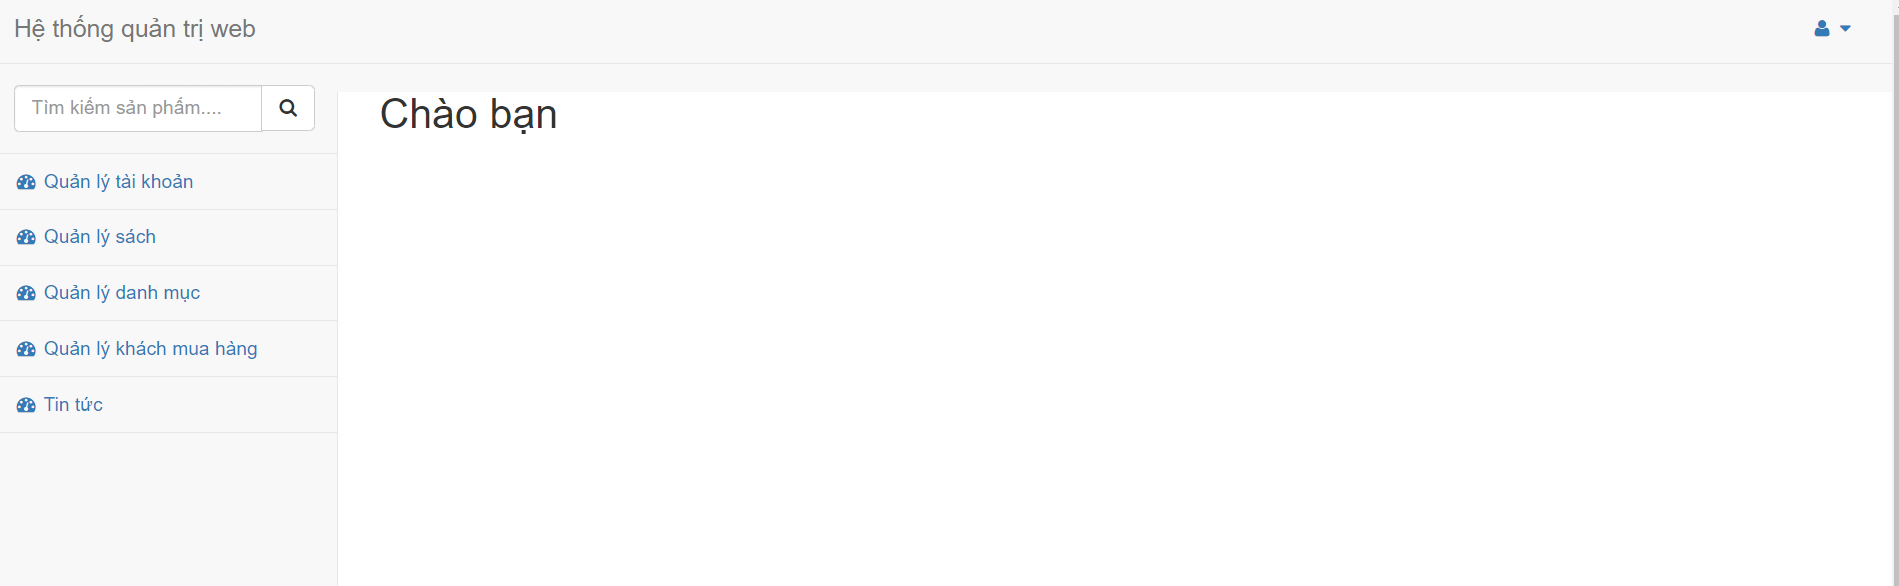 Hệ thống quản trị web
Tìm kiếm sản phẩm....
Chào bạn
Quản lý tài khoản
Quản lý sách
Quản lý danh mục
Quản lý khách mua hàng
Tin tức